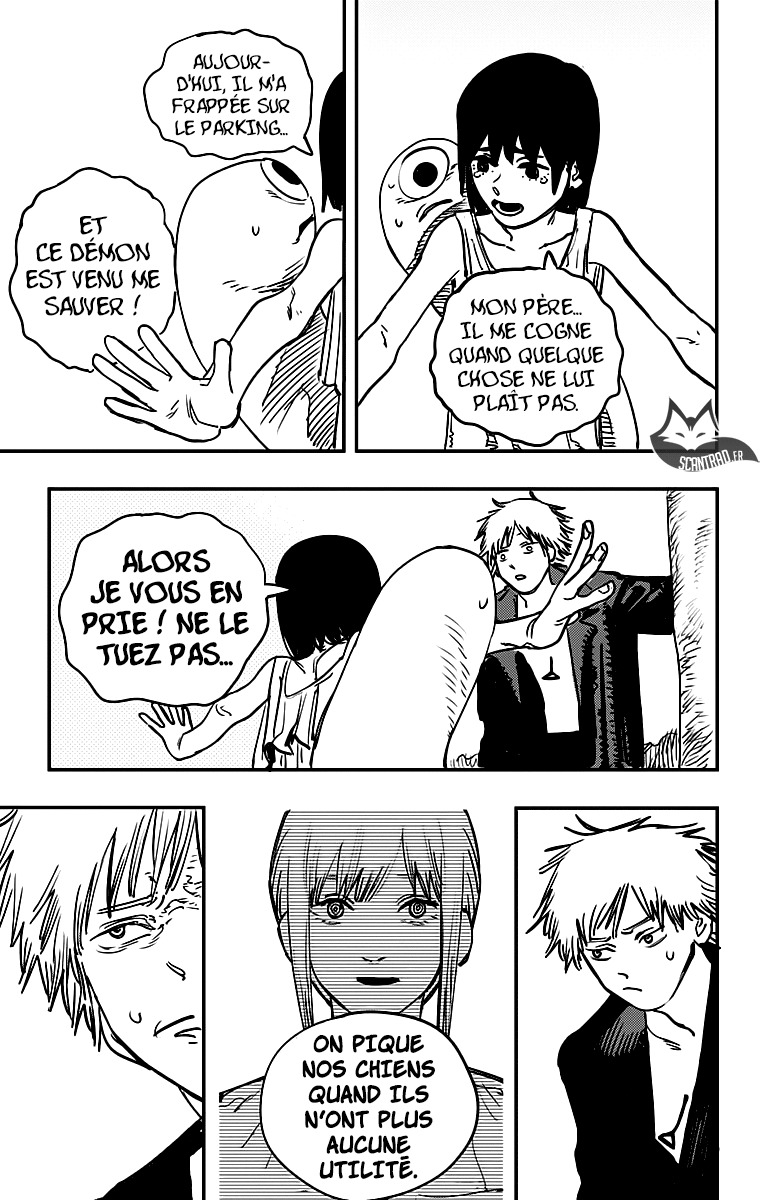 MON PÈRE...
IL ME COGNE
QUAND QUELQUE
CHOSE NE LUI
PLAÎT PAS.
SCANTRAD.FR
AUJOUR-
D'HUI, IL M'A
FRAPPÉE SUR
LE PARKING...
ET
CE DÉMON
EST VENU ME
SAUVER !
ALORS
JE VOUS EN
PRIE ! NE LE
TUEZ PAS...
ON PIQUE
NOS CHIENS
QUAND ILS
N'ONT PLUS
AUCUNE
UTILITÉ.